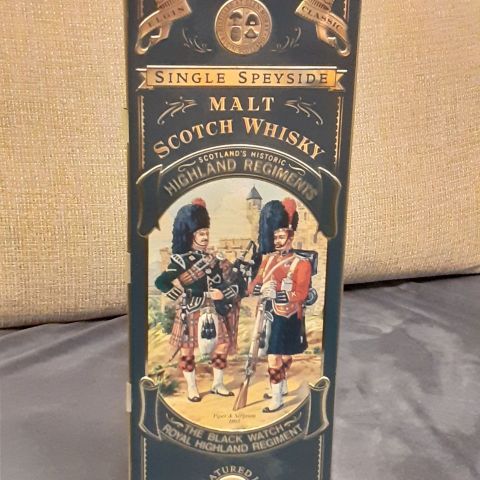 ELGIN
CLASSIC
SINGLE SPEYSIDE
MALT
SCOTCH WHISKY
SCOTLAND'S HISTORIC
HIGHLAND REGIMENTS
Piper & Sergeant
THE BLACK WATCH
ROYAL HIGHLAND REGIMENT